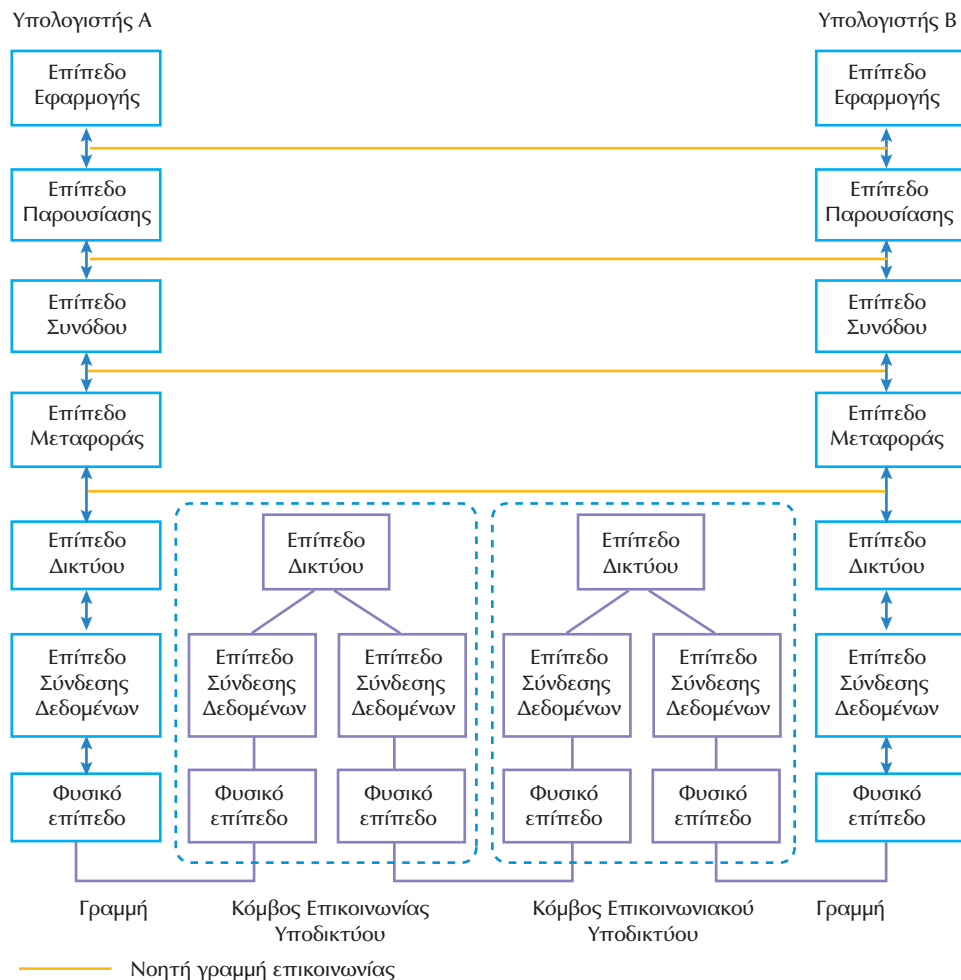 Υπολογιστής Α
Υπολογιστής Β
Επίπεδο
Εφαρμογής
Επίπεδο
Εφαρμογής
Επίπεδο
Παρουσίασης
Επίπεδο
Παρουσίασης
Επίπεδο
Συνόδου
Επίπεδο
Συνόδου
Επίπεδο
Μεταφοράς
Επίπεδο
Μεταφοράς
Επίπεδο
Δικτύου
Επίπεδο
Δικτύου
Επίπεδο
Δικτύου
Επίπεδο
Δικτύου
Επίπεδο
Σύνδεσης
Δεδομένων
Επίπεδο
Σύνδεσης
Δεδομένων
Επίπεδο
Σύνδεσης
Δεδομένων
Επίπεδο
Σύνδεσης
Δεδομένων
Επίπεδο
Σύνδεσης
Δεδομένων
Επίπεδο
Σύνδεσης
Δεδομένων
Φυσικό
επίπεδο
Φυσικό
επίπεδο
Φυσικό
επίπεδο
Φυσικό
επίπεδο
Φυσικό
επίπεδο
Φυσικό
επίπεδο
Γραμμή
Κόμβος Επικοινωνίας
Υποδικτύου
Κόμβος Επικοινωνιακού
Υποδικτύου
Γραμμή
Νοητή γραμμή επικοινωνίας